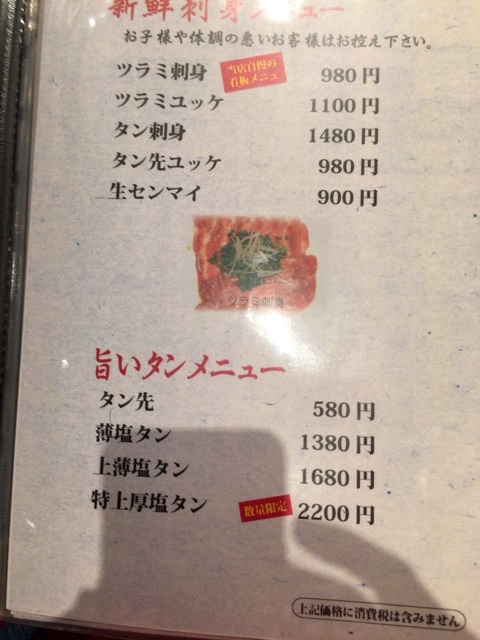 新鮮刺身メニュー
お子様や体調の悪いお客様はお控え下さい。
ツラミ刺身 当店自慢の看板メニュ 980円
ツラミユッケ 1100円
タン刺身 1480円
タン先ユッケ 980円
生センマイ 900円
ツラミ刺身
旨いタンメニュー
タン先 580円
薄塩タン 1380円
上薄塩タン 1680円
特上厚塩タン 数量限定 2200円
上記価格に消費税は含みません